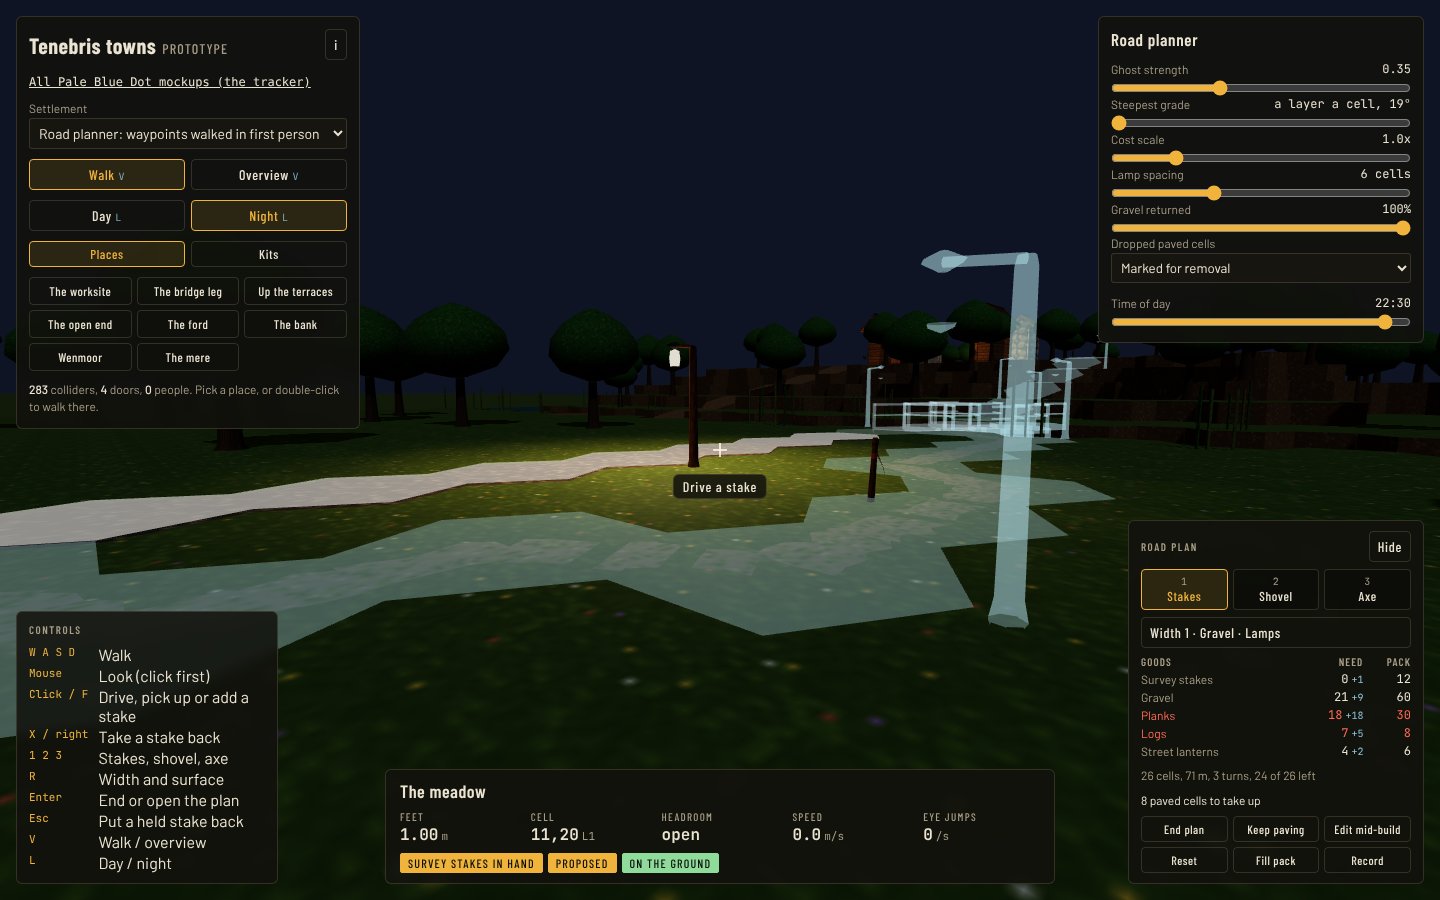 Tenebris towns PROTOTYPE
i
All Pale Blue Dot mockups (the tracker)
Settlement
Road planner: waypoints walked in first person
Walk V
Overview V
Day L
Night L
Places
Kits
The worksite
The bridge leg
Up the terraces
The open end
The ford
The bank
Wenmoor
The mere
283 colliders, 4 doors, 0 people. Pick a place, or double-click
to walk there.
Road planner
Ghost strength 0.35
Steepest grade a layer a cell, 19°
Cost scale 1.0x
Lamp spacing 6 cells
Gravel returned 100%
Dropped paved cells
Marked for removal
Time of day 22:30
Drive a stake
CONTROLS
W A S D Walk
Mouse Look (click first)
Click / F Drive, pick up or add a
stake
X / right Take a stake back
1 2 3 Stakes, shovel, axe
R Width and surface
Enter End or open the plan
Esc Put a held stake back
V Walk / overview
L Day / night
The meadow
FEET CELL HEADROOM SPEED EYE JUMPS
1.00 m 11,20 L1 open 0.0 m/s 0 /s
SURVEY STAKES IN HAND PROPOSED ON THE GROUND
ROAD PLAN
Hide
1 2 3
Stakes Shovel Axe
Width 1 · Gravel · Lamps
GOODS NEED PACK
Survey stakes 0 +1 12
Gravel 21 +9 60
Planks 18 +18 30
Logs 7 +5 8
Street lanterns 4 +2 6
26 cells, 71 m, 3 turns, 24 of 26 left
8 paved cells to take up
End plan Keep paving Edit mid-build
Reset Fill pack Record